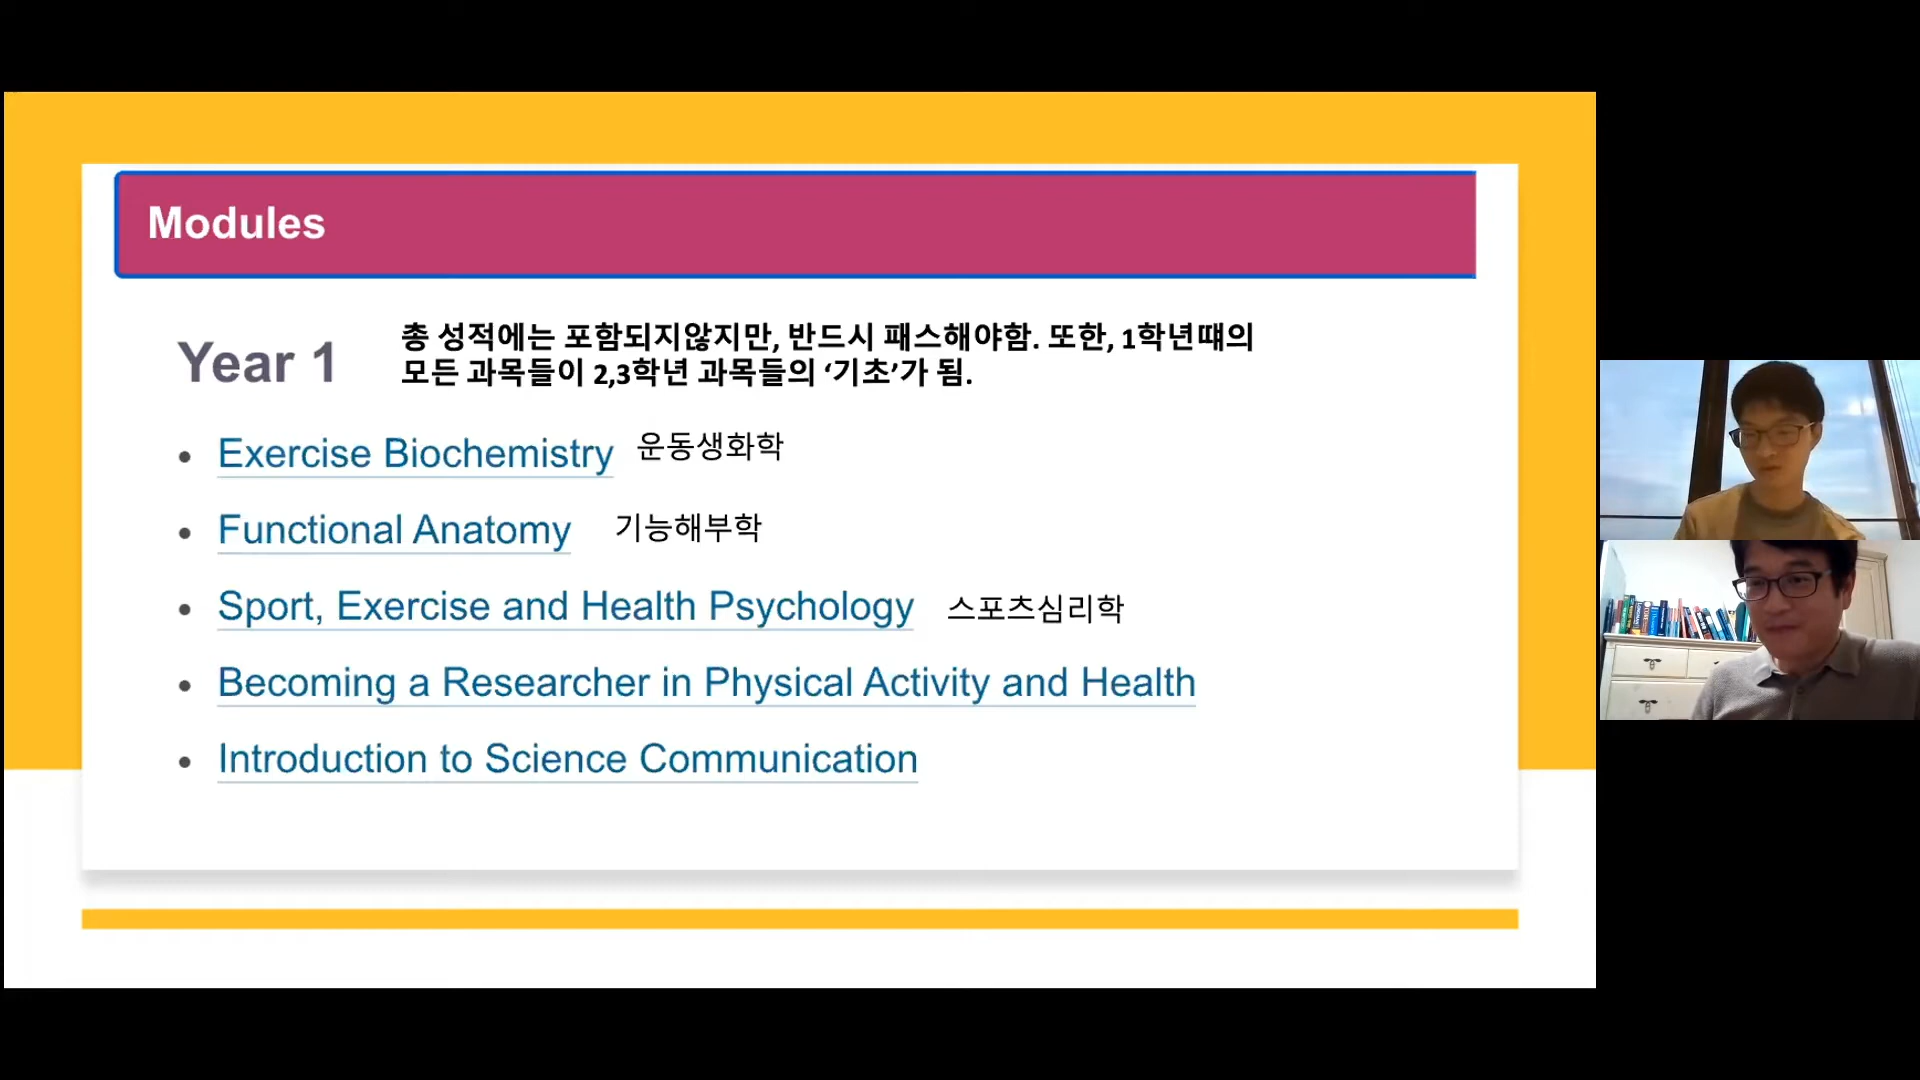 Modules
Year 1
총 성적에는 포함되지않지만, 반드시 패스해야함. 또한, 1학년때의
모든 과목들이 2,3학년 과목들의 ‘기초’가 됨.
Exercise Biochemistry 운동생화학
Functional Anatomy 기능해부학
Sport, Exercise and Health Psychology 스포츠심리학
Becoming a Researcher in Physical Activity and Health
Introduction to Science Communication